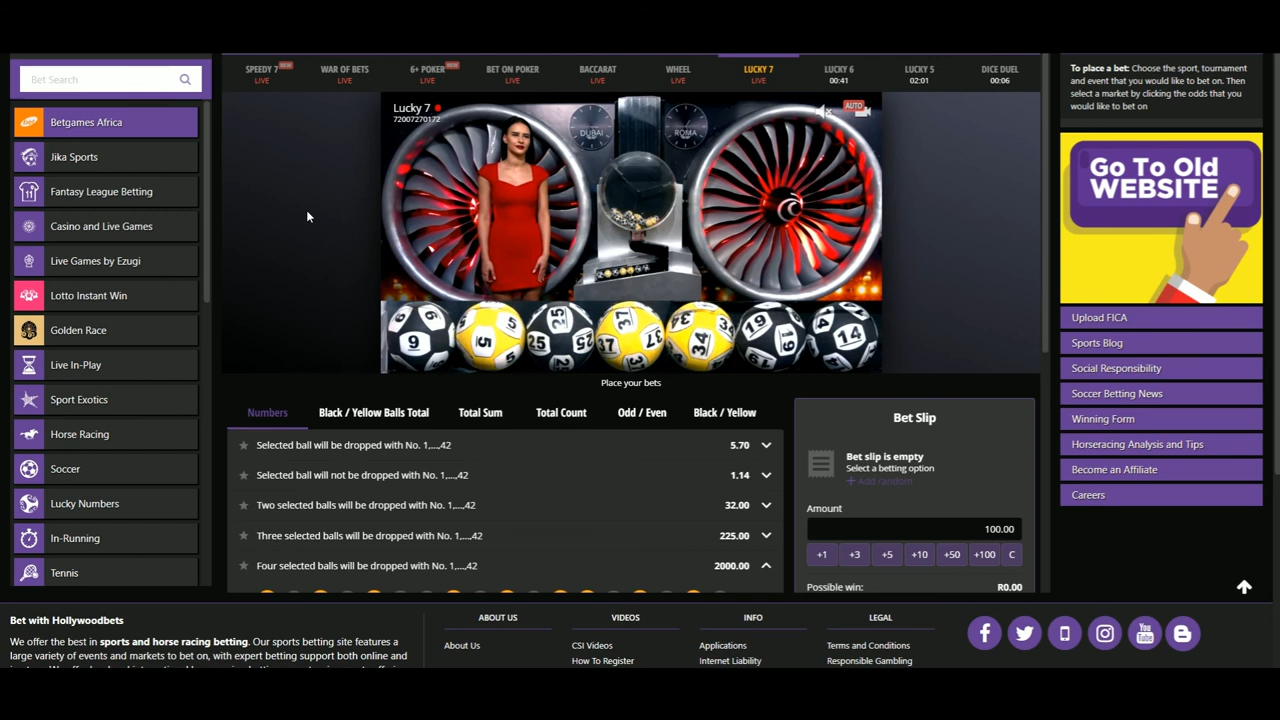 Bet Search
Betgames Africa
Jika Sports
Fantasy League Betting
Casino and Live Games
Live Games by Ezugi
Lotto Instant Win
Golden Race
Live In-Play
Sport Exotics
Horse Racing
Soccer
Lucky Numbers
In-Running
Tennis
SPEEDY 7 NEW
LIVE
WAR OF BETS
LIVE
6+ POKER NEW
LIVE
BET ON POKER
LIVE
BACCARAT
LIVE
WHEEL
LIVE
LUCKY 7
LIVE
LUCKY 6
00:41
LUCKY 5
02:01
DICE DUEL
00:06
Lucky 7
72007270172
DUBAI
ROMA
AUTO
9 5 25 37 34 19 14
Place your bets
Numbers
Black / Yellow Balls Total
Total Sum
Total Count
Odd / Even
Black / Yellow
Selected ball will be dropped with No. 1,...,42 5.70
Selected ball will not be dropped with No. 1,...,42 1.14
Two selected balls will be dropped with No. 1,...,42 32.00
Three selected balls will be dropped with No. 1,...,42 225.00
Four selected balls will be dropped with No. 1,...,42 2000.00
Bet Slip
Bet slip is empty
Select a betting option
+ Add random
Amount
100.00
+1 +3 +5 +10 +50 +100 C
Possible win: R0.00
To place a bet: Choose the sport, tournament
and event that you would like to bet on. Then
select a market by clicking the odds that you
would like to bet on
Go To Old
WEBSITE
Upload FICA
Sports Blog
Social Responsibility
Soccer Betting News
Winning Form
Horseracing Analysis and Tips
Become an Affiliate
Careers
Bet with Hollywoodbets
We offer the best in sports and horse racing betting. Our sports betting site features a
large variety of events and markets to bet on, with expert betting support both online and
ABOUT US
About Us
VIDEOS
CSI Videos
How To Register
INFO
Applications
Internet Liability
LEGAL
Terms and Conditions
Responsible Gambling
You
Tube